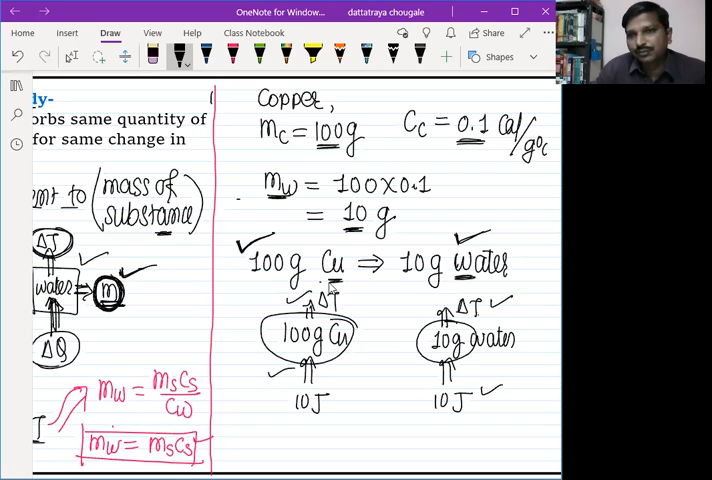 OneNote for Window...
dattatraya chougale
Home
Insert
Draw
View
Help
Class Notebook
Share
Shapes
dy-
orbs same quantity of
for same change in
to (mass of
substance)
ΔT
water ⇒ m
ΔQ
mw = msCs / Cw
mw = msCs
Copper,
mc = 100g
Cc = 0.1 Cal/g°c
mw = 100×0.1
= 10 g
100g Cu ⇒ 10g Water
ΔT
100g Cu
10J
ΔT
10g water
10J